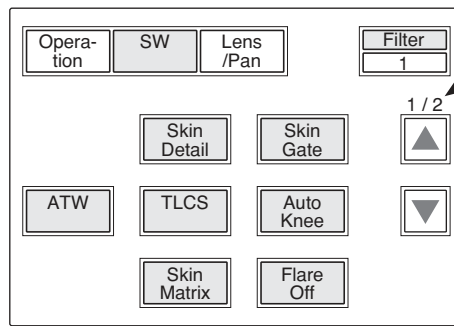 Opera-
tion
SW
Lens
/Pan
Filter
1
1 / 2
Skin
Detail
Skin
Gate
ATW
TLCS
Auto
Knee
Skin
Matrix
Flare
Off